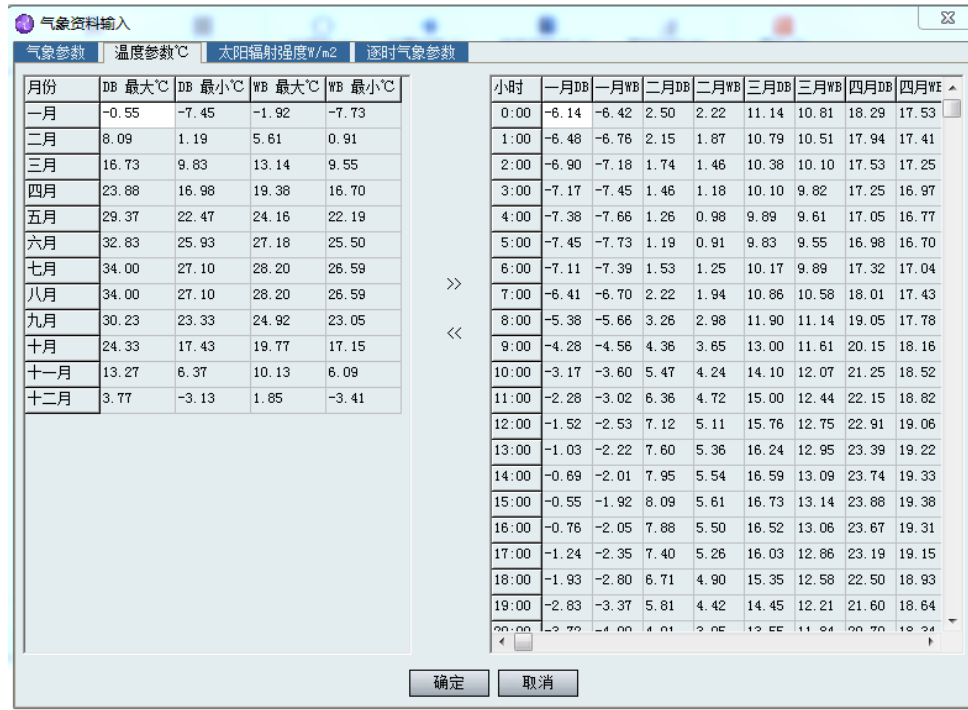 气象资料输入
气象参数 温度参数℃ 太阳辐射强度W/m2 逐时气象参数
月份 DB 最大℃ DB 最小℃ WB 最大℃ WB 最小℃
一月 -0.55 -7.45 -1.92 -7.73
二月 8.09 1.19 5.61 0.91
三月 16.73 9.83 13.14 9.55
四月 23.88 16.98 19.38 16.70
五月 29.37 22.47 24.16 22.19
六月 32.83 25.93 27.18 25.50
七月 34.00 27.10 28.20 26.59
八月 34.00 27.10 28.20 26.59
九月 30.23 23.33 24.92 23.05
十月 24.33 17.43 19.77 17.15
十一月 13.27 6.37 10.13 6.09
十二月 3.77 -3.13 1.85 -3.41
>>
<<
小时 一月DB 一月WB 二月DB 二月WB 三月DB 三月WB 四月DB 四月WB
0:00 -6.14 -6.42 2.50 2.22 11.14 10.81 18.29 17.53
1:00 -6.48 -6.76 2.15 1.87 10.79 10.51 17.94 17.41
2:00 -6.90 -7.18 1.74 1.46 10.38 10.10 17.53 17.25
3:00 -7.17 -7.45 1.46 1.18 10.10 9.82 17.25 16.97
4:00 -7.38 -7.66 1.26 0.98 9.89 9.61 17.05 16.77
5:00 -7.45 -7.73 1.19 0.91 9.83 9.55 16.98 16.70
6:00 -7.11 -7.39 1.53 1.25 10.17 9.89 17.32 17.04
7:00 -6.41 -6.70 2.22 1.94 10.86 10.58 18.01 17.43
8:00 -5.38 -5.66 3.26 2.98 11.90 11.14 19.05 17.78
9:00 -4.28 -4.56 4.36 3.65 13.00 11.61 20.15 18.16
10:00 -3.17 -3.60 5.47 4.24 14.10 12.07 21.25 18.52
11:00 -2.28 -3.02 6.36 4.72 15.00 12.44 22.15 18.82
12:00 -1.52 -2.53 7.12 5.11 15.76 12.75 22.91 19.06
13:00 -1.03 -2.22 7.60 5.36 16.24 12.95 23.39 19.22
14:00 -0.69 -2.01 7.95 5.54 16.59 13.09 23.74 19.33
15:00 -0.55 -1.92 8.09 5.61 16.73 13.14 23.88 19.38
16:00 -0.76 -2.05 7.88 5.50 16.52 13.06 23.67 19.31
17:00 -1.24 -2.35 7.40 5.26 16.03 12.86 23.19 19.15
18:00 -1.93 -2.80 6.71 4.90 15.35 12.58 22.50 18.93
19:00 -2.83 -3.37 5.81 4.42 14.45 12.21 21.60 18.64
确定 取消